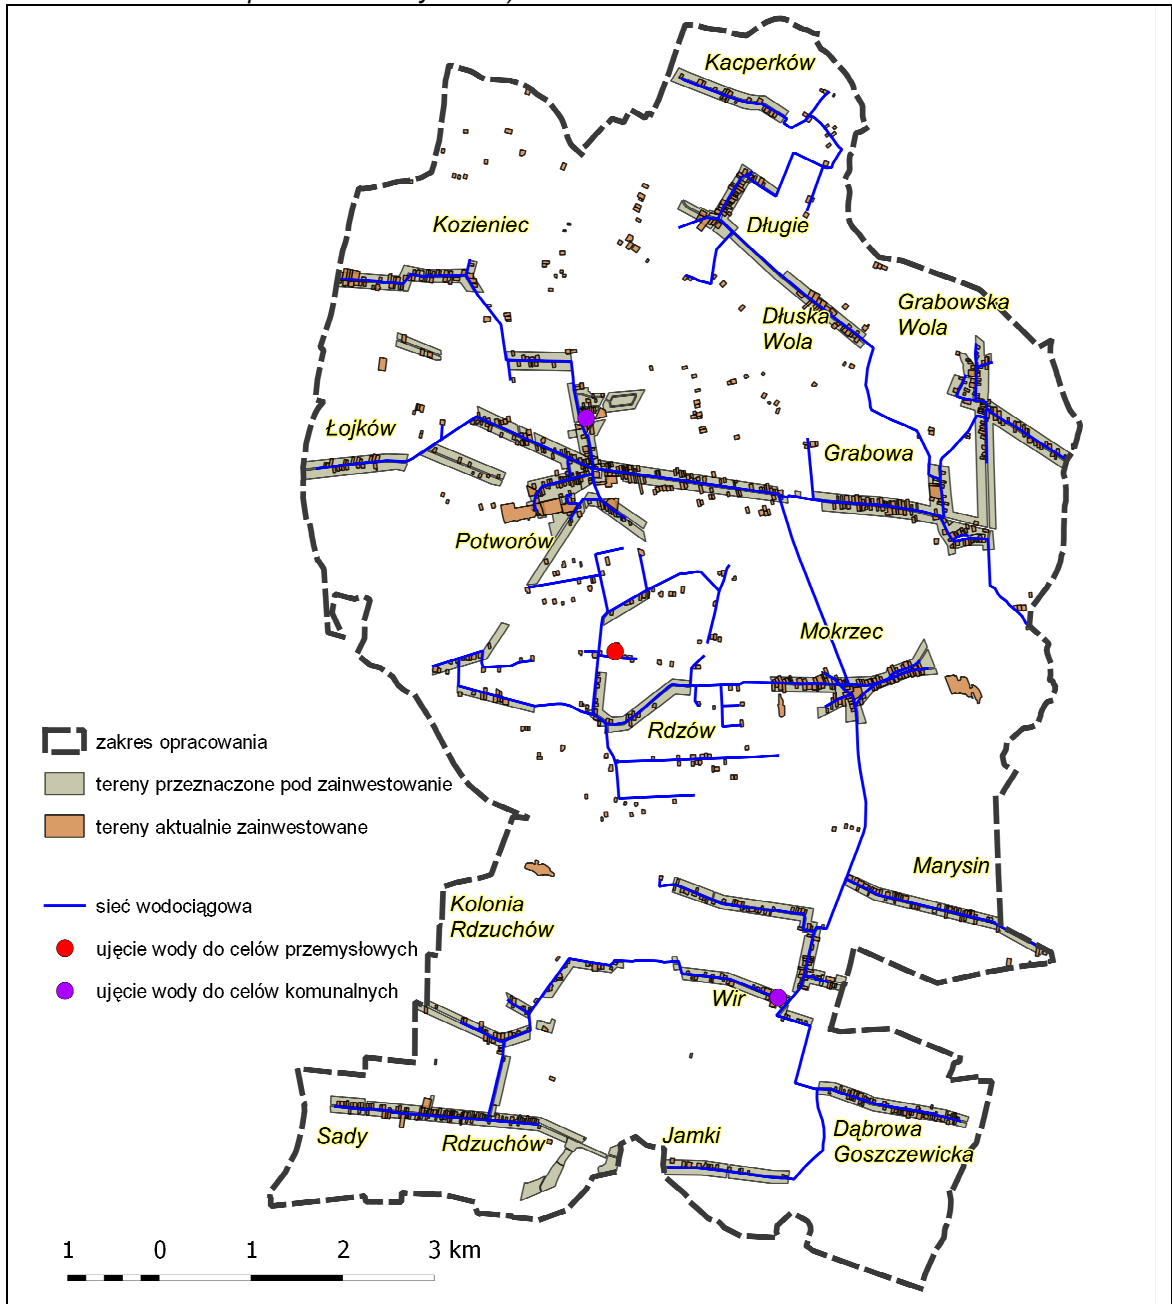 Kacperków
Kozieniec
Długie
Dłuska
Wola
Grabowska
Wola
Łojków
Grabowa
Potworów
Mokrzec
Rdzów
zakres opracowania
tereny przeznaczone pod zainwestowanie
tereny aktualnie zainwestowane
Marysin
Kolonia
Rdzuchów
sieć wodociągowa
ujęcie wody do celów przemysłowych
ujęcie wody do celów komunalnych
Wir
Sady
Rdzuchów
Jamki
Dąbrowa
Goszczewicka
1 0 1 2 3 km